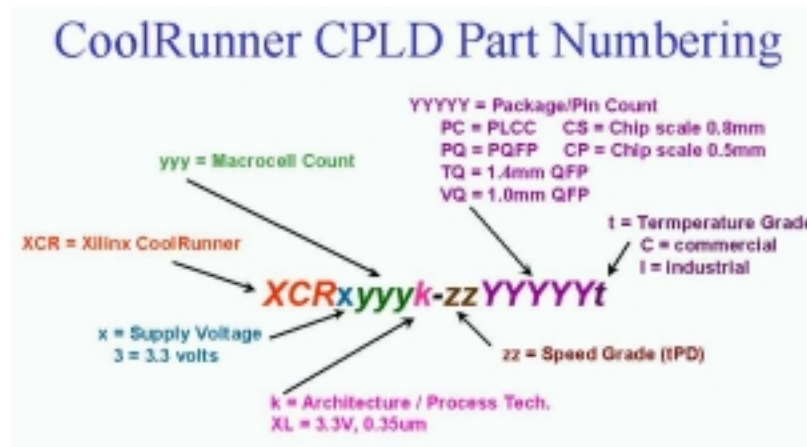 CoolRunner CPLD Part Numbering
YYYYY = Package/Pin Count
PC = PLCC CS = Chip scale 0.8mm
PQ = PQFP CP = Chip scale 0.5mm
TQ = 1.4mm QFP
VQ = 1.0mm QFP
yyy = Macrocell Count
t = Termperature Grade
C = commercial
I = Industrial
XCR = Xilinx CoolRunner
XCRxyyyk-zzYYYYYt
x = Supply Voltage
3 = 3.3 volts
zz = Speed Grade (tPD)
k = Architecture / Process Tech.
XL = 3.3V, 0.35um